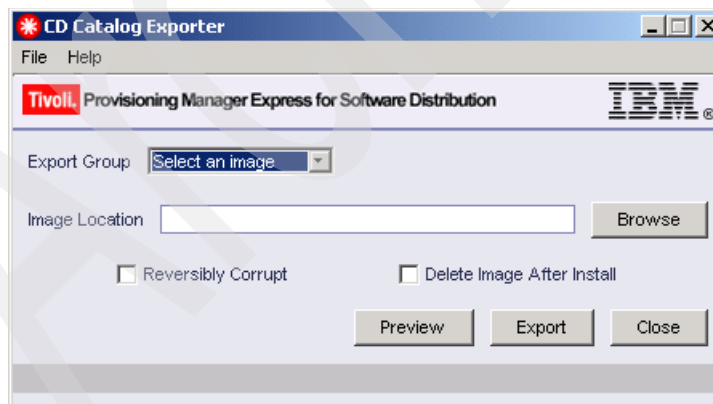 CD Catalog Exporter
File Help
Tivoli. Provisioning Manager Express for Software Distribution IBM®
Export Group Select an image
Image Location Browse
Reversibly Corrupt Delete Image After Install
Preview Export Close